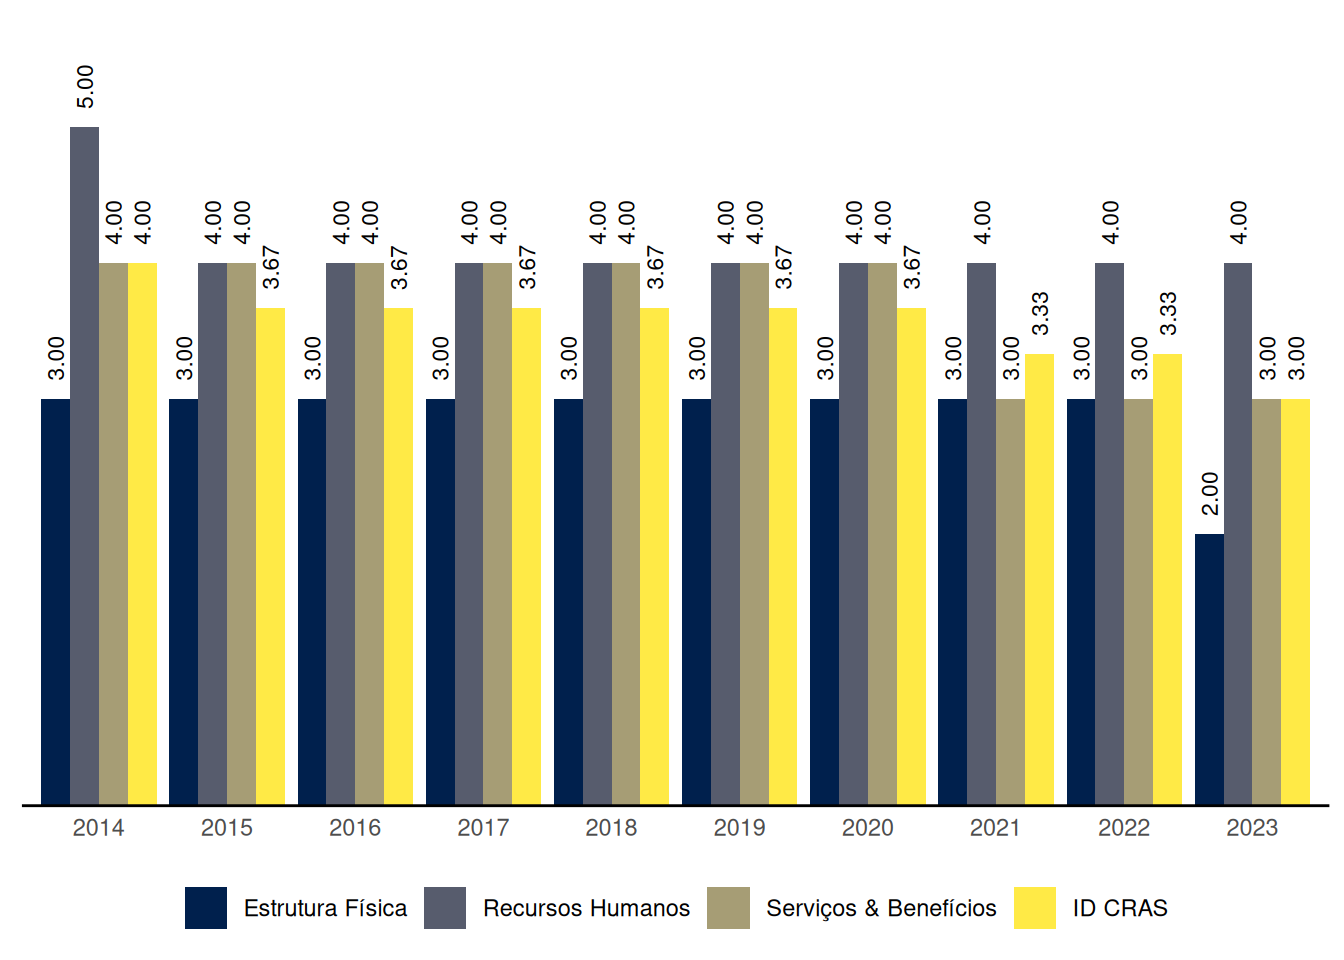 5.00
4.00 4.00 4.00 4.00 4.00 4.00 4.00 4.00 4.00 4.00 4.00 4.00 4.00 4.00 4.00 4.00 4.00
3.67 3.67 3.67 3.67 3.67 3.67
3.33 3.33
3.00 3.00 3.00 3.00 3.00 3.00 3.00 3.00 3.00 3.00 3.00 3.00 3.00
2.00
2014 2015 2016 2017 2018 2019 2020 2021 2022 2023
Estrutura Física Recursos Humanos Serviços & Benefícios ID CRAS